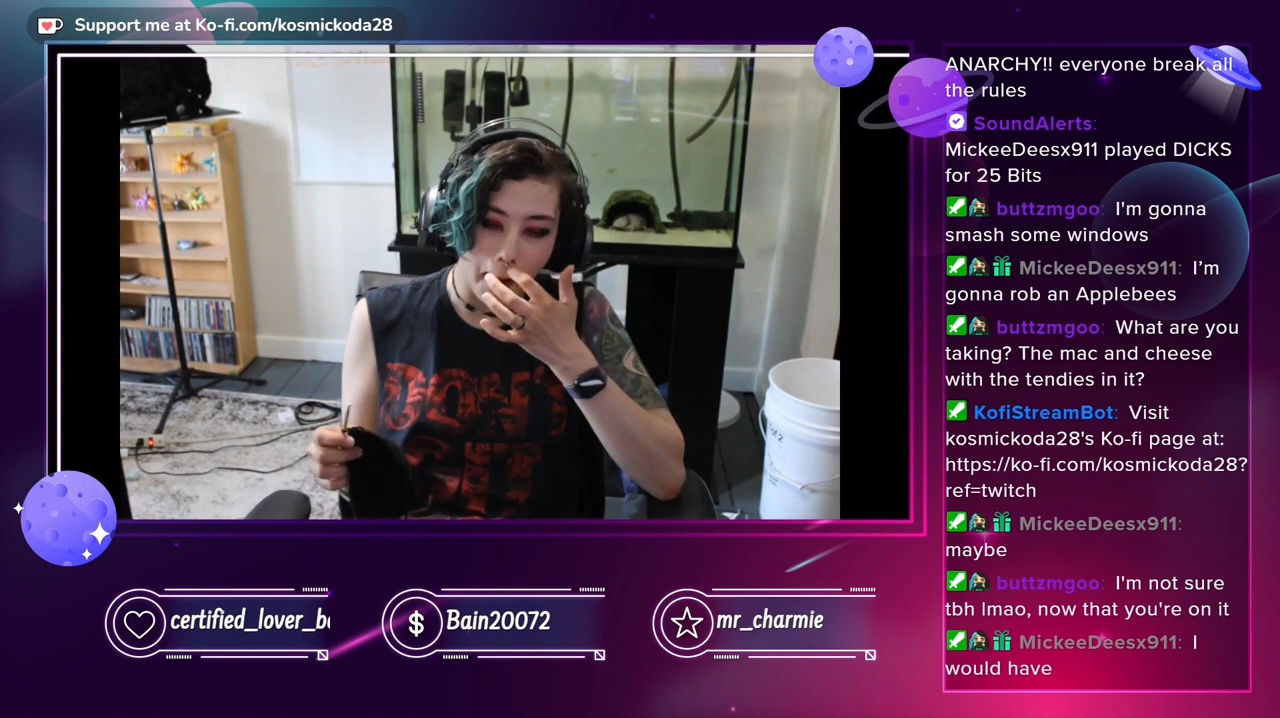 Support me at Ko-fi.com/kosmickoda28
ANARCHY!! everyone break all
the rules
SoundAlerts:
MickeeDeesx911 played DICKS
for 25 Bits
buttzmgoo: I'm gonna
smash some windows
MickeeDeesx911: I'm
gonna rob an Applebees
buttzmgoo: What are you
taking? The mac and cheese
with the tendies in it?
KofiStreamBot: Visit
kosmickoda28's Ko-fi page at:
https://ko-fi.com/kosmickoda28?
ref=twitch
MickeeDeesx911:
maybe
buttzmgoo: I'm not sure
tbh lmao, now that you're on it
MickeeDeesx911: I
would have
DON'T
GET
certified_lover_bo
Bain20072
mr_charmie